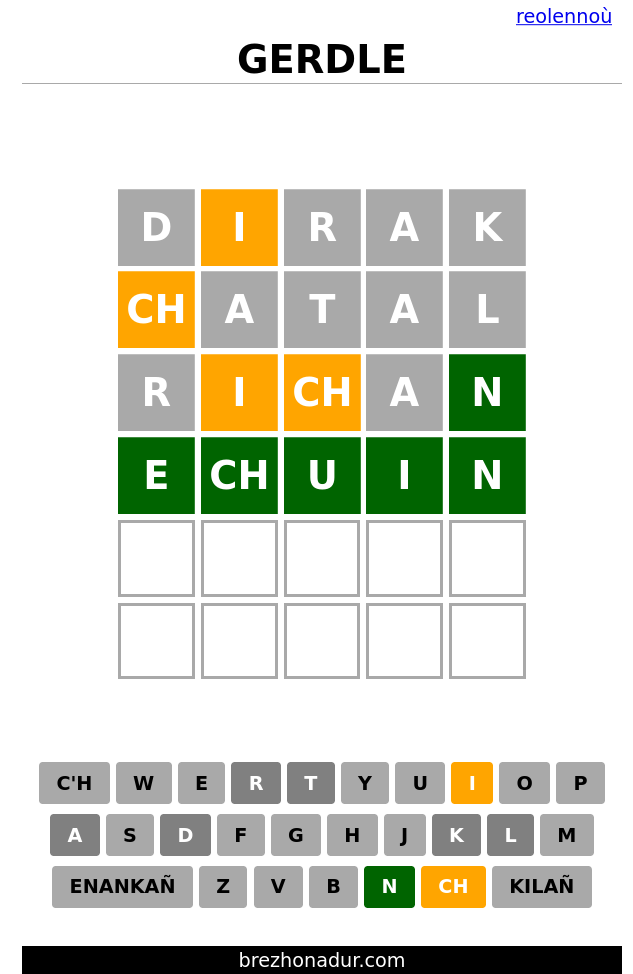 reolennoù
GERDLE
D I R A K
CH A T A L
R I CH A N
E CH U I N
C'H W E R T Y U I O P
A S D F G H J K L M
ENANKAÑ Z V B N CH KILAÑ
brezhonadur.com